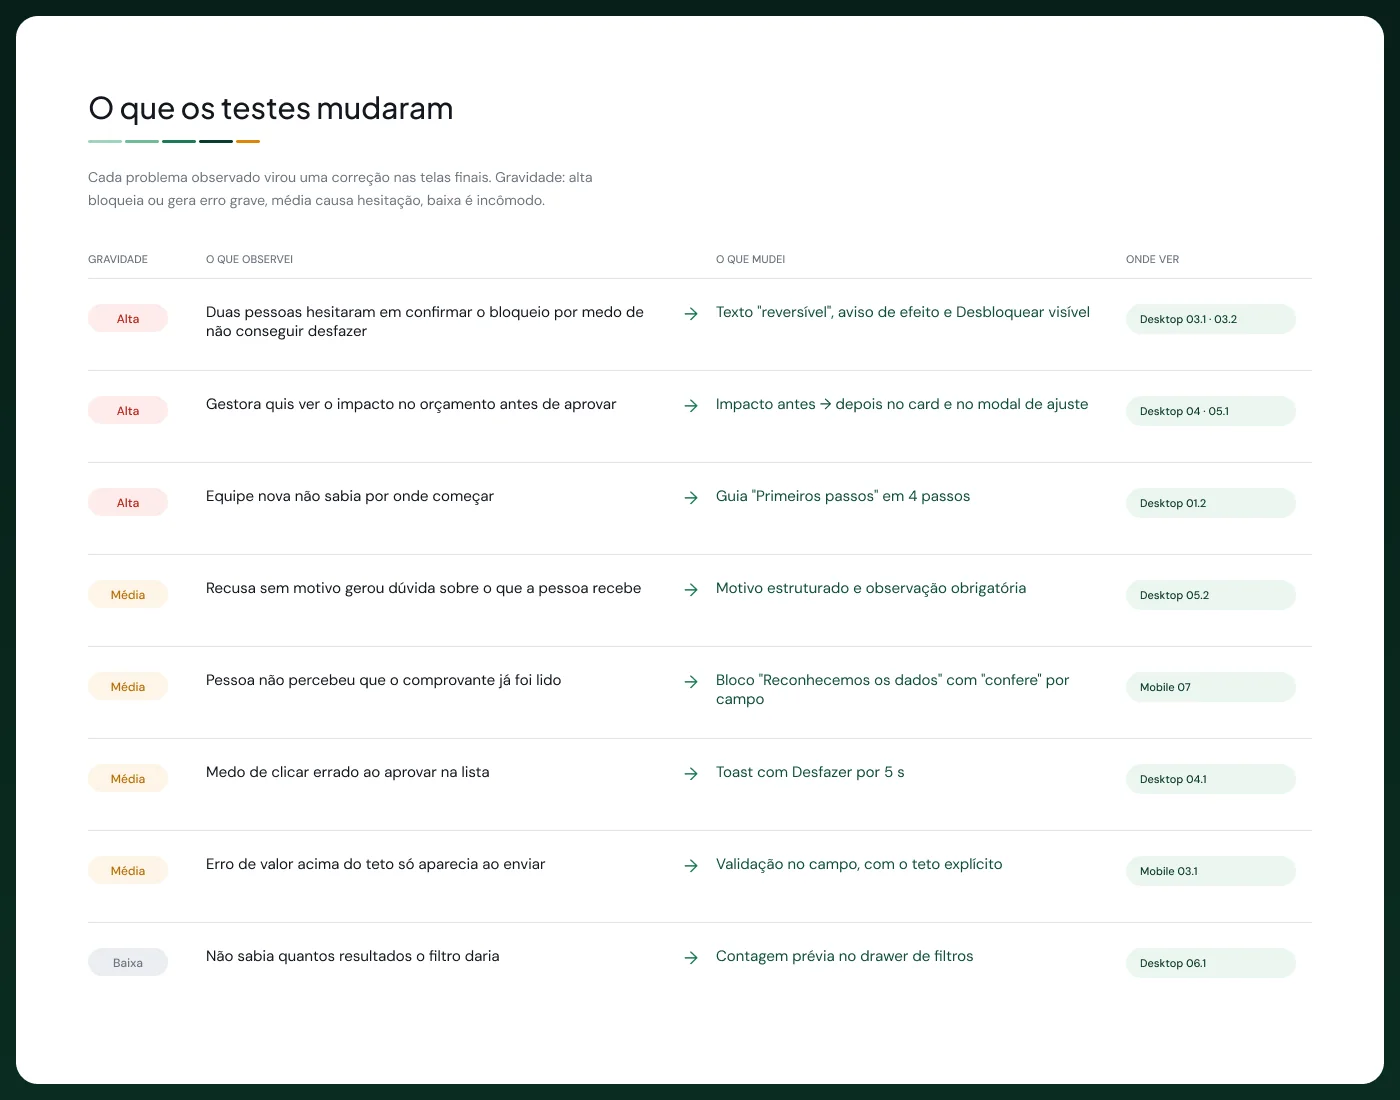 O que os testes mudaram
Cada problema observado virou uma correção nas telas finais. Gravidade: alta
bloqueia ou gera erro grave, média causa hesitação, baixa é incômodo.
GRAVIDADE O QUE OBSERVEI O QUE MUDEI ONDE VER
Alta Duas pessoas hesitaram em confirmar o bloqueio por medo de → Texto "reversível", aviso de efeito e Desbloquear visível Desktop 03.1 · 03.2
não conseguir desfazer
Alta Gestora quis ver o impacto no orçamento antes de aprovar → Impacto antes → depois no card e no modal de ajuste Desktop 04 · 05.1
Alta Equipe nova não sabia por onde começar → Guia "Primeiros passos" em 4 passos Desktop 01.2
Média Recusa sem motivo gerou dúvida sobre o que a pessoa recebe → Motivo estruturado e observação obrigatória Desktop 05.2
Média Pessoa não percebeu que o comprovante já foi lido → Bloco "Reconhecemos os dados" com "confere" por Mobile 07
campo
Média Medo de clicar errado ao aprovar na lista → Toast com Desfazer por 5 s Desktop 04.1
Média Erro de valor acima do teto só aparecia ao enviar → Validação no campo, com o teto explícito Mobile 03.1
Baixa Não sabia quantos resultados o filtro daria → Contagem prévia no drawer de filtros Desktop 06.1